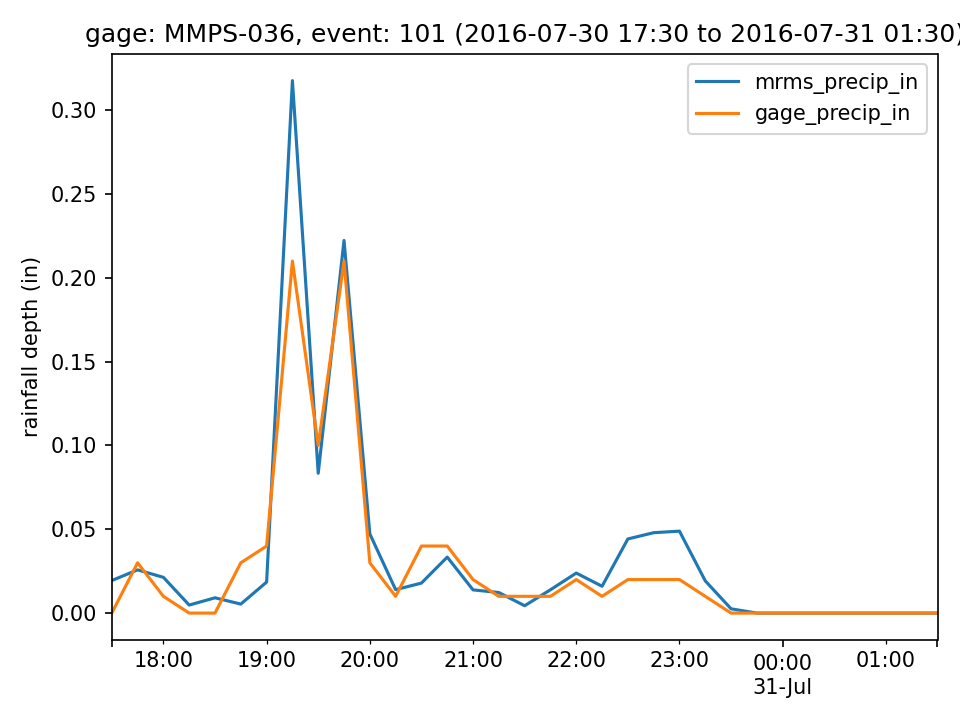 gage: MMPS-036, event: 101 (2016-07-30 17:30 to 2016-07-31 01:30)
mrms_precip_in
gage_precip_in
rainfall depth (in)
0.30
0.25
0.20
0.15
0.10
0.05
0.00
18:00 19:00 20:00 21:00 22:00 23:00 00:00 01:00
31-Jul